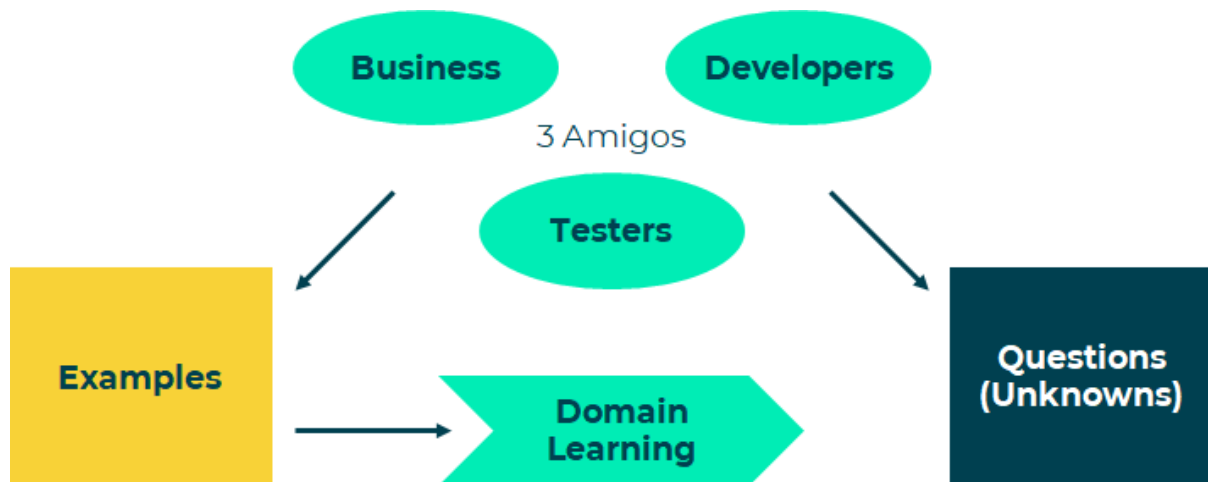 Business
Developers
3 Amigos
Testers
Examples
Questions
(Unknowns)
Domain
Learning